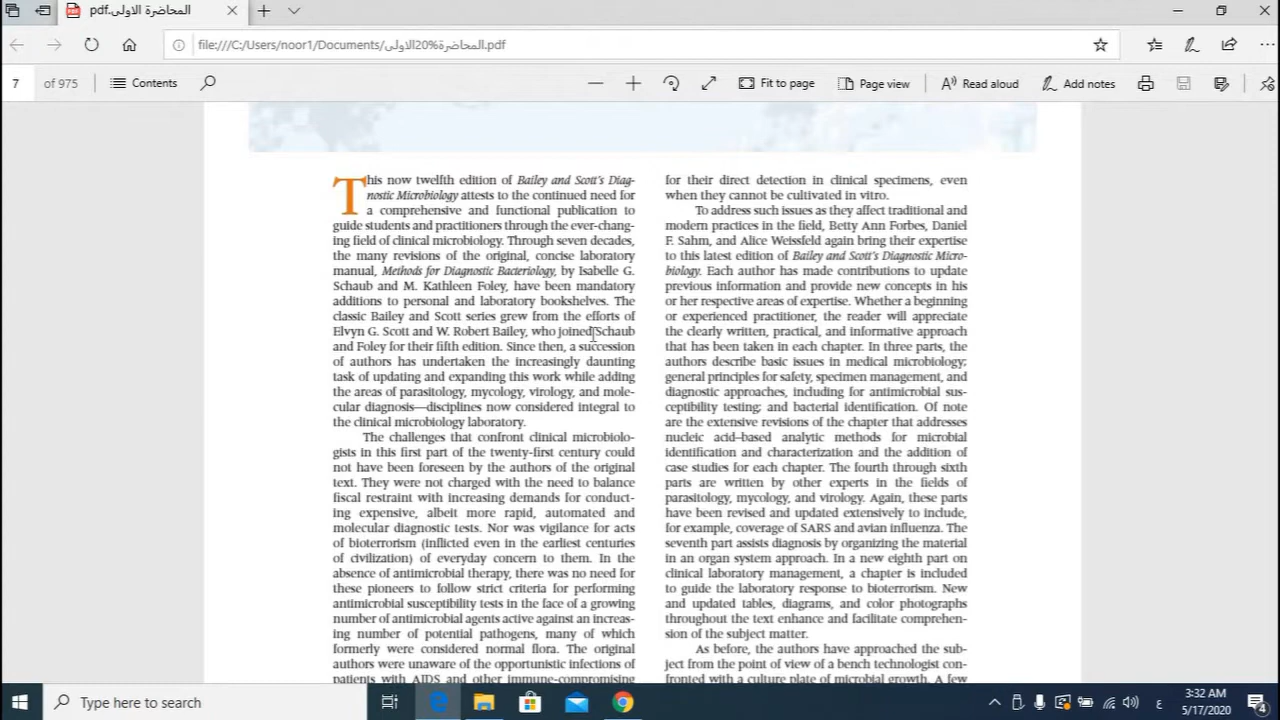 المحاضرة الاولى.pdf
file:///C:/Users/noor1/Documents/المحاضرة%20الاولى.pdf
7 of 975 Contents Fit to page Page view Read aloud Add notes
This now twelfth edition of Bailey and Scott's Diag-
nostic Microbiology attests to the continued need for
a comprehensive and functional publication to
guide students and practitioners through the ever-chang-
ing field of clinical microbiology. Through seven decades,
the many revisions of the original, concise laboratory
manual, Methods for Diagnostic Bacteriology, by Isabelle G.
Schaub and M. Kathleen Foley, have been mandatory
additions to personal and laboratory bookshelves. The
classic Bailey and Scott series grew from the efforts of
Elvyn G. Scott and W. Robert Bailey, who joined Schaub
and Foley for their fifth edition. Since then, a succession
of authors has undertaken the increasingly daunting
task of updating and expanding this work while adding
the areas of parasitology, mycology, virology, and mole-
cular diagnosis—disciplines now considered integral to
the clinical microbiology laboratory.
The challenges that confront clinical microbiolo-
gists in this first part of the twenty-first century could
not have been foreseen by the authors of the original
text. They were not charged with the need to balance
fiscal restraint with increasing demands for conduct-
ing expensive, albeit more rapid, automated and
molecular diagnostic tests. Nor was vigilance for acts
of bioterrorism (inflicted even in the earliest centuries
of civilization) of everyday concern to them. In the
absence of antimicrobial therapy, there was no need for
these pioneers to follow strict criteria for performing
antimicrobial susceptibility tests in the face of a growing
number of antimicrobial agents active against an increas-
ing number of potential pathogens, many of which
formerly were considered normal flora. The original
authors were unaware of the opportunistic infections of
patients with AIDS and other immune-compromising
for their direct detection in clinical specimens, even
when they cannot be cultivated in vitro.
To address such issues as they affect traditional and
modern practices in the field, Betty Ann Forbes, Daniel
F. Sahm, and Alice Weissfeld again bring their expertise
to this latest edition of Bailey and Scott's Diagnostic Micro-
biology. Each author has made contributions to update
previous information and provide new concepts in his
or her respective areas of expertise. Whether a beginning
or experienced practitioner, the reader will appreciate
the clearly written, practical, and informative approach
that has been taken in each chapter. In three parts, the
authors describe basic issues in medical microbiology;
general principles for safety, specimen management, and
diagnostic approaches, including for antimicrobial sus-
ceptibility testing; and bacterial identification. Of note
are the extensive revisions of the chapter that addresses
nucleic acid–based analytic methods for microbial
identification and characterization and the addition of
case studies for each chapter. The fourth through sixth
parts are written by other experts in the fields of
parasitology, mycology, and virology. Again, these parts
have been revised and updated extensively to include,
for example, coverage of SARS and avian influenza. The
seventh part assists diagnosis by organizing the material
in an organ system approach. In a new eighth part on
clinical laboratory management, a chapter is included
to guide the laboratory response to bioterrorism. New
and updated tables, diagrams, and color photographs
throughout the text enhance and facilitate comprehen-
sion of the subject matter.
As before, the authors have approached the sub-
ject from the point of view of a bench technologist con-
fronted with a culture plate of microbial growth. A few
Type here to search
ع
3:32 AM
5/17/2020
4